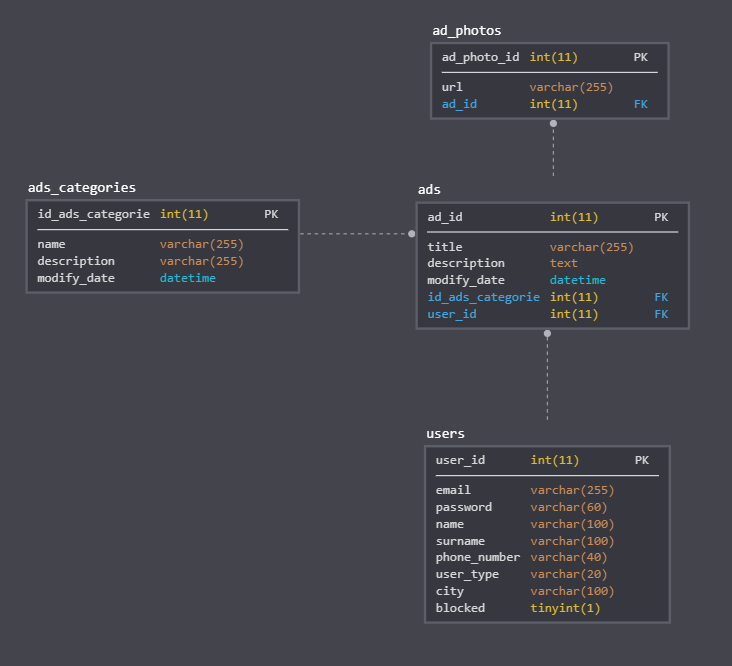 ad_photos
ad_photo_id int(11) PK
url varchar(255)
ad_id int(11) FK
ads_categories
id_ads_categorie int(11) PK
name varchar(255)
description varchar(255)
modify_date datetime
ads
ad_id int(11) PK
title varchar(255)
description text
modify_date datetime
id_ads_categorie int(11) FK
user_id int(11) FK
users
user_id int(11) PK
email varchar(255)
password varchar(60)
name varchar(100)
surname varchar(100)
phone_number varchar(40)
user_type varchar(20)
city varchar(100)
blocked tinyint(1)